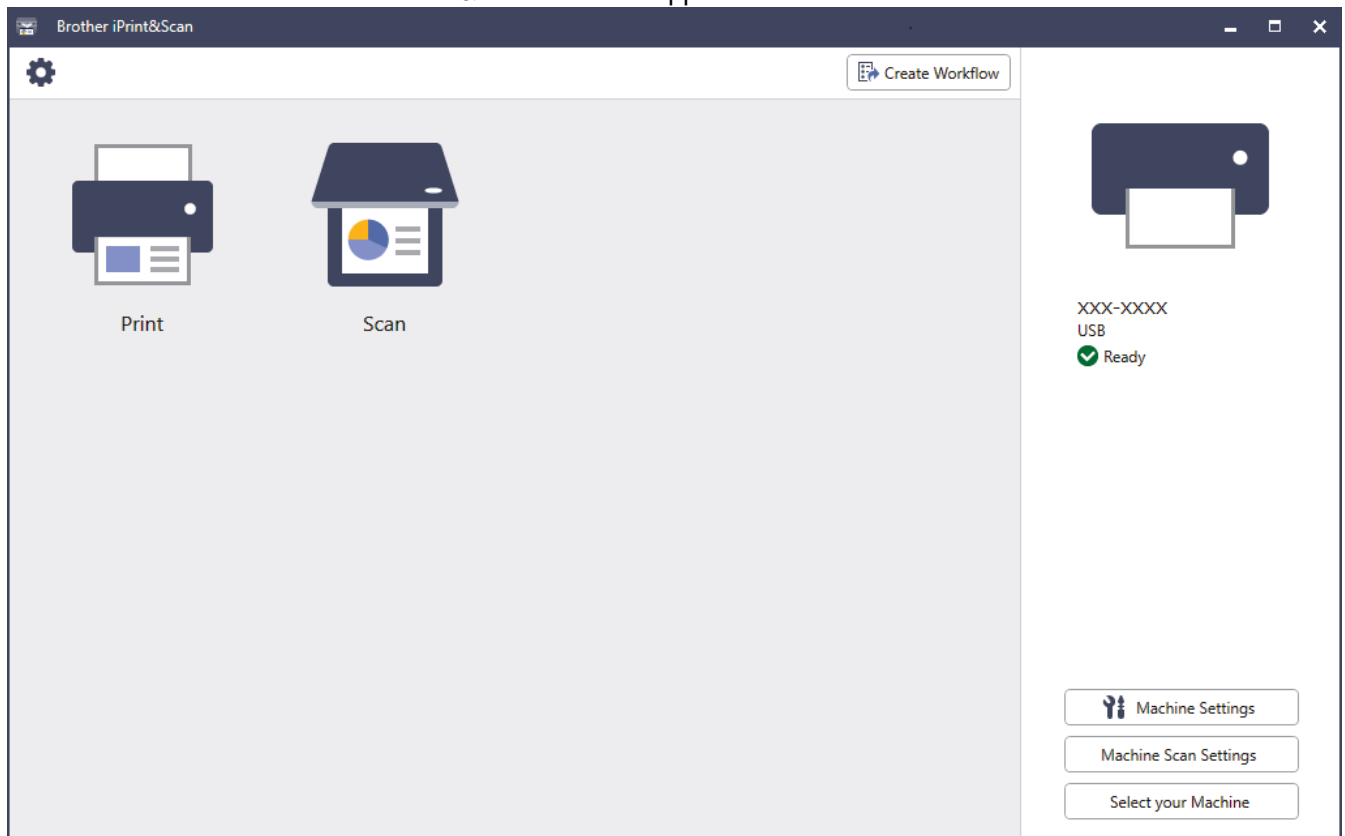 Brother iPrint&Scan
Create Workflow
Print
Scan
XXX-XXXX
USB
Ready
Machine Settings
Machine Scan Settings
Select your Machine